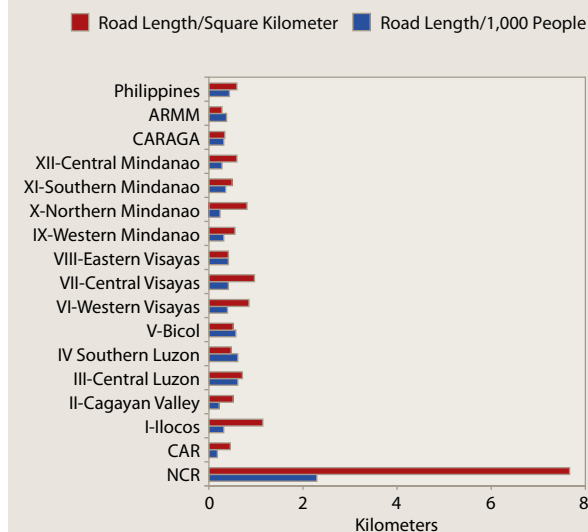 Road Length/Square Kilometer Road Length/1,000 People
Philippines
ARMM
CARAGA
XII-Central Mindanao
XI-Southern Mindanao
X-Northern Mindanao
IX-Western Mindanao
VIII-Eastern Visayas
VII-Central Visayas
VI-Western Visayas
V-Bicol
IV Southern Luzon
III-Central Luzon
II-Cagayan Valley
I-Ilocos
CAR
NCR
0 2 4 6 8
Kilometers